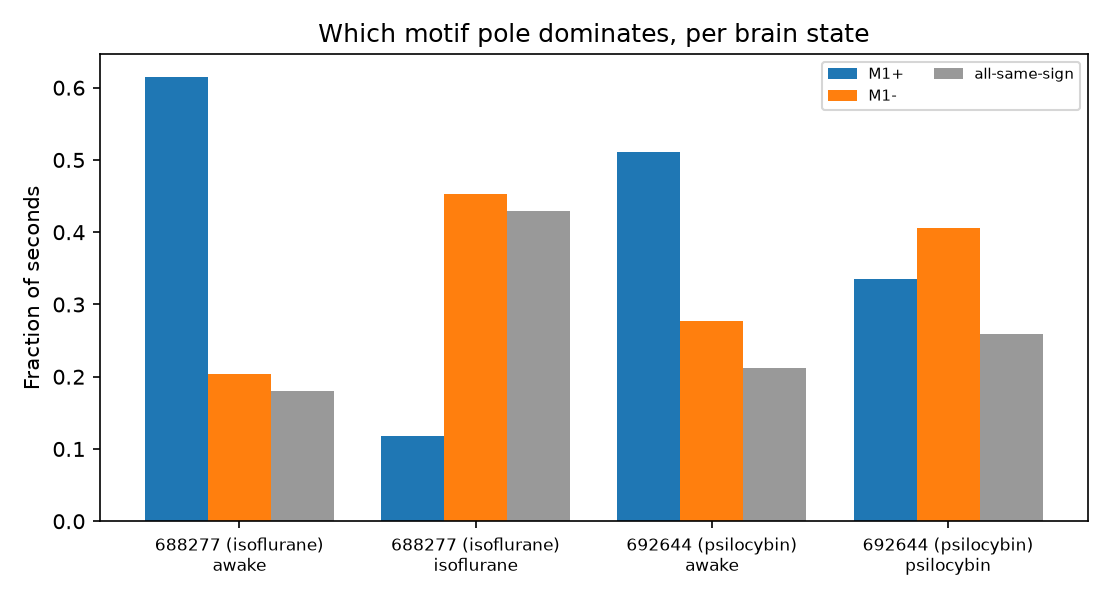 Which motif pole dominates, per brain state
M1+
M1-
all-same-sign
Fraction of seconds
0.6
0.5
0.4
0.3
0.2
0.1
0.0
688277 (isoflurane)
awake
688277 (isoflurane)
isoflurane
692644 (psilocybin)
awake
692644 (psilocybin)
psilocybin